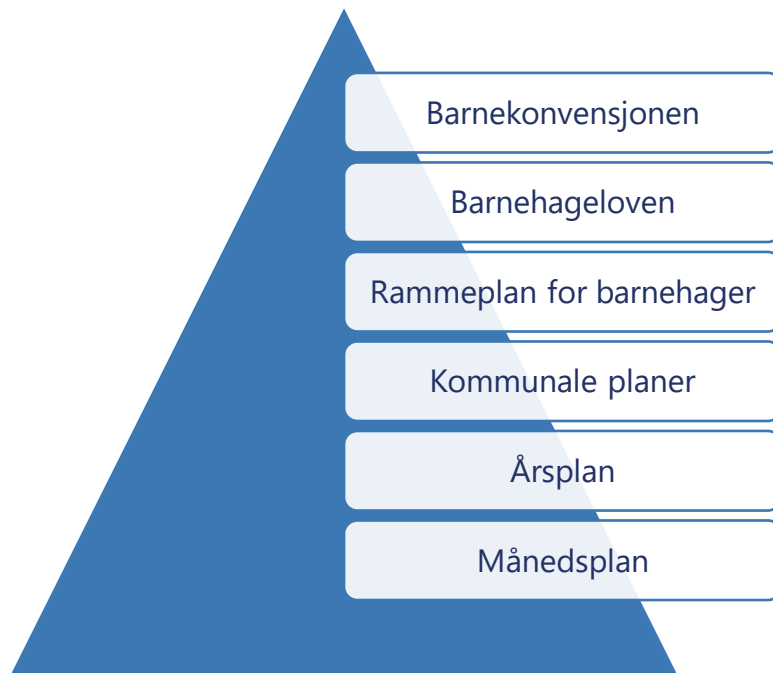 Barnekonvensjonen
Barnehageloven
Rammeplan for barnehager
Kommunale planer
Årsplan
Månedsplan